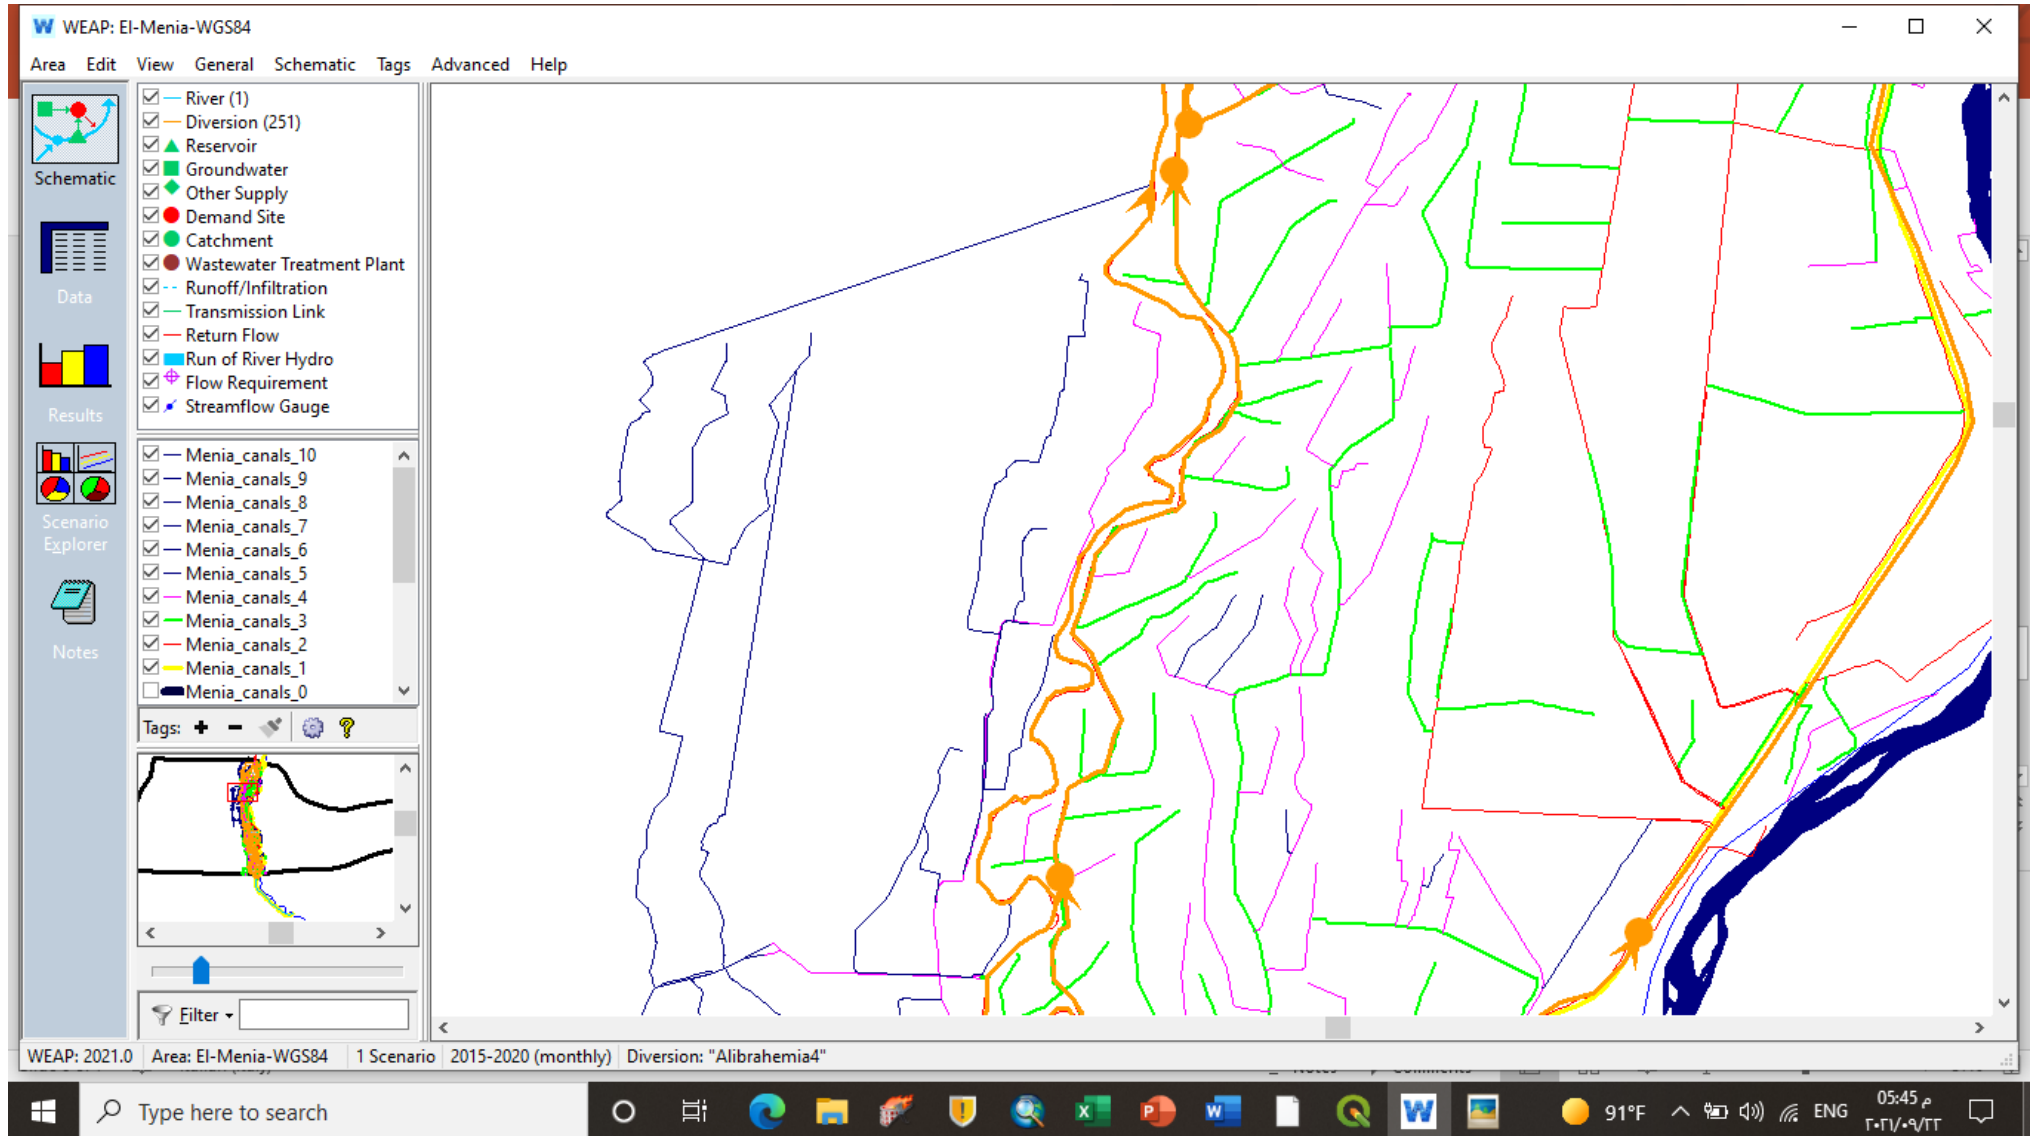 W WEAP: El-Menia-WGS84
Area Edit View General Schematic Tags Advanced Help
Schematic
Data
Results
Scenario
Explorer
Notes
River (1)
Diversion (251)
Reservoir
Groundwater
Other Supply
Demand Site
Catchment
Wastewater Treatment Plant
Runoff/Infiltration
Transmission Link
Return Flow
Run of River Hydro
Flow Requirement
Streamflow Gauge
Menia_canals_10
Menia_canals_9
Menia_canals_8
Menia_canals_7
Menia_canals_6
Menia_canals_5
Menia_canals_4
Menia_canals_3
Menia_canals_2
Menia_canals_1
Menia_canals_0
Tags:
Filter
WEAP: 2021.0 Area: El-Menia-WGS84 1 Scenario 2015-2020 (monthly) Diversion: "Alibrahemia4"
Type here to search
91°F ENG
05:45 م
٢٠٢١/٠٩/٢٢